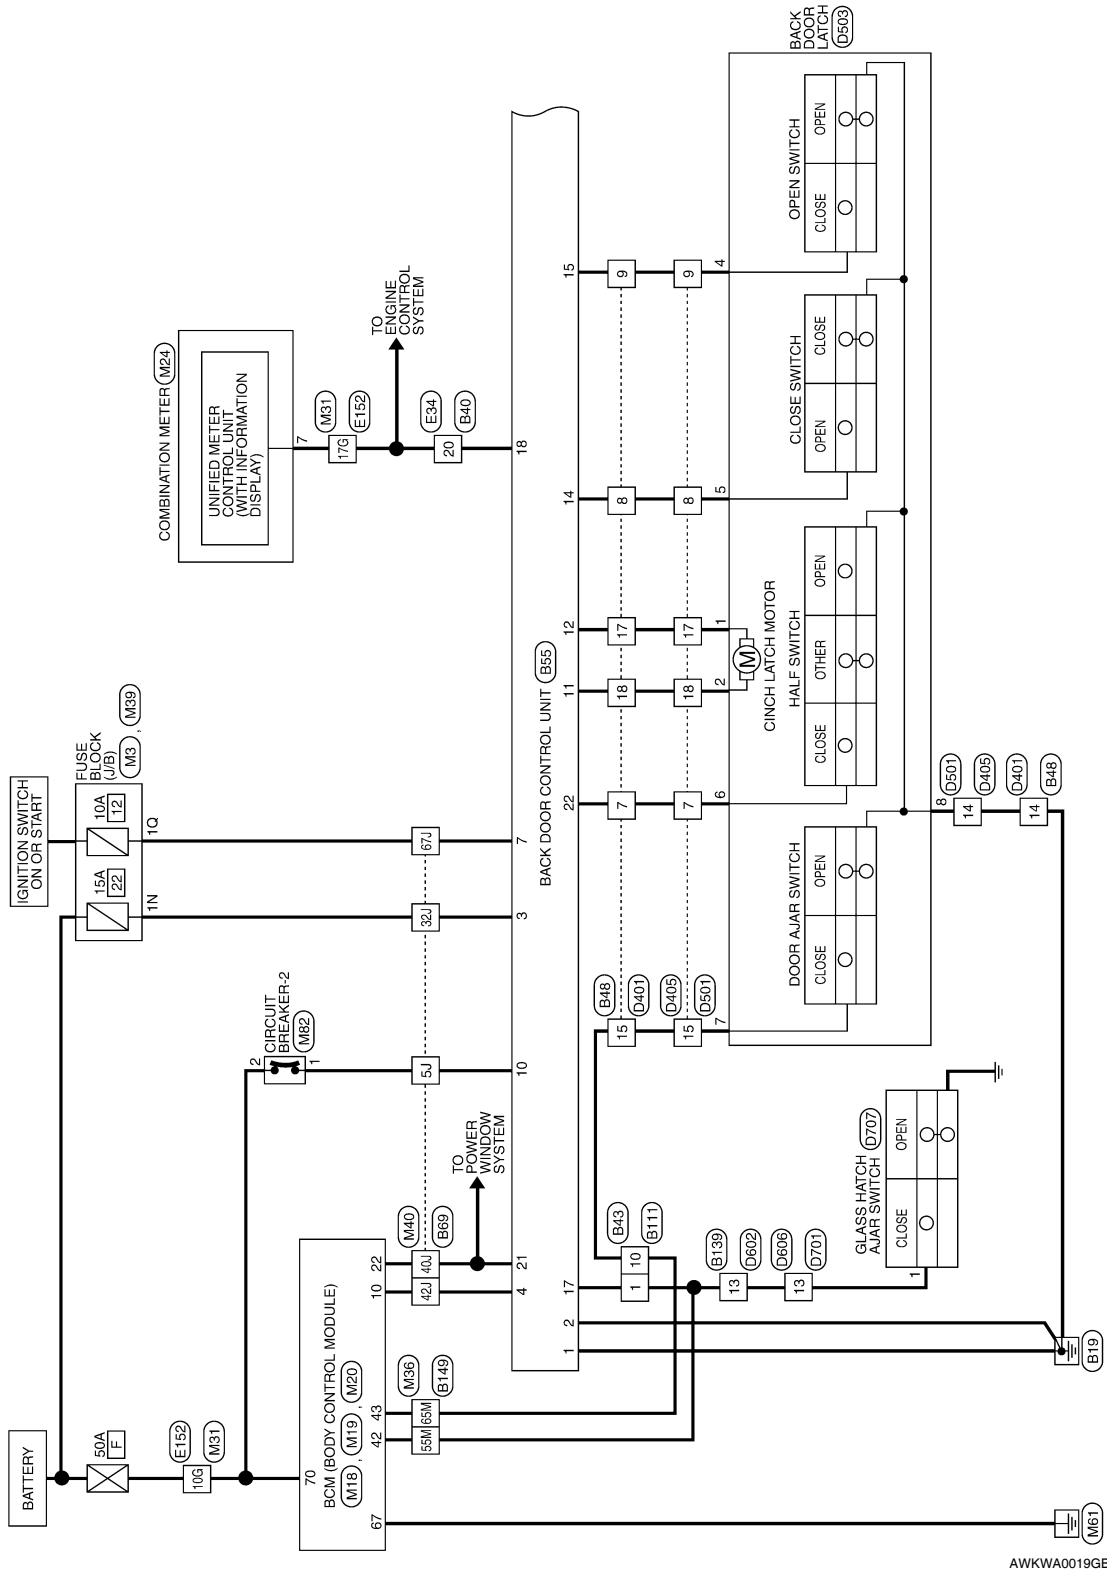 BATTERY
50A
F
E152
10G
M31
70
BCM (BODY CONTROL MODULE)
M18 , M19 , M20
67
42
43
10
22
M61
IGNITION SWITCH
ON OR START
15A
22
10A
12
FUSE
BLOCK
(J/B)
M3 , M39
1N
1Q
2
CIRCUIT
BREAKER-2
M82
1
M36
55M
65M
B149
M40
42J
40J
B69
5J
32J
67J
TO
POWER
WINDOW
SYSTEM
COMBINATION METER
M24
UNIFIED METER
CONTROL UNIT
(WITH INFORMATION
DISPLAY)
7
M31
17G
E152
TO
ENGINE
CONTROL
SYSTEM
E34
20
B40
4
21
10
3
7
18
BACK DOOR CONTROL UNIT
B55
1
2
17
22
11
12
14
15
B43
1
10
B111
B48
15
D401
7
18
17
8
9
D405
15
D501
7
18
17
8
9
B139
13
D602
D606
13
D701
1
GLASS HATCH
AJAR SWITCH
D707
CLOSE
OPEN
7
6
2
1
5
4
M
CINCH LATCH MOTOR
DOOR AJAR SWITCH
CLOSE
OPEN
HALF SWITCH
CLOSE
OTHER
OPEN
CLOSE SWITCH
OPEN
CLOSE
OPEN SWITCH
CLOSE
OPEN
BACK
DOOR
LATCH
D503
8
D501
14
D405
D401
14
B48
B19
AWKWA0019GE